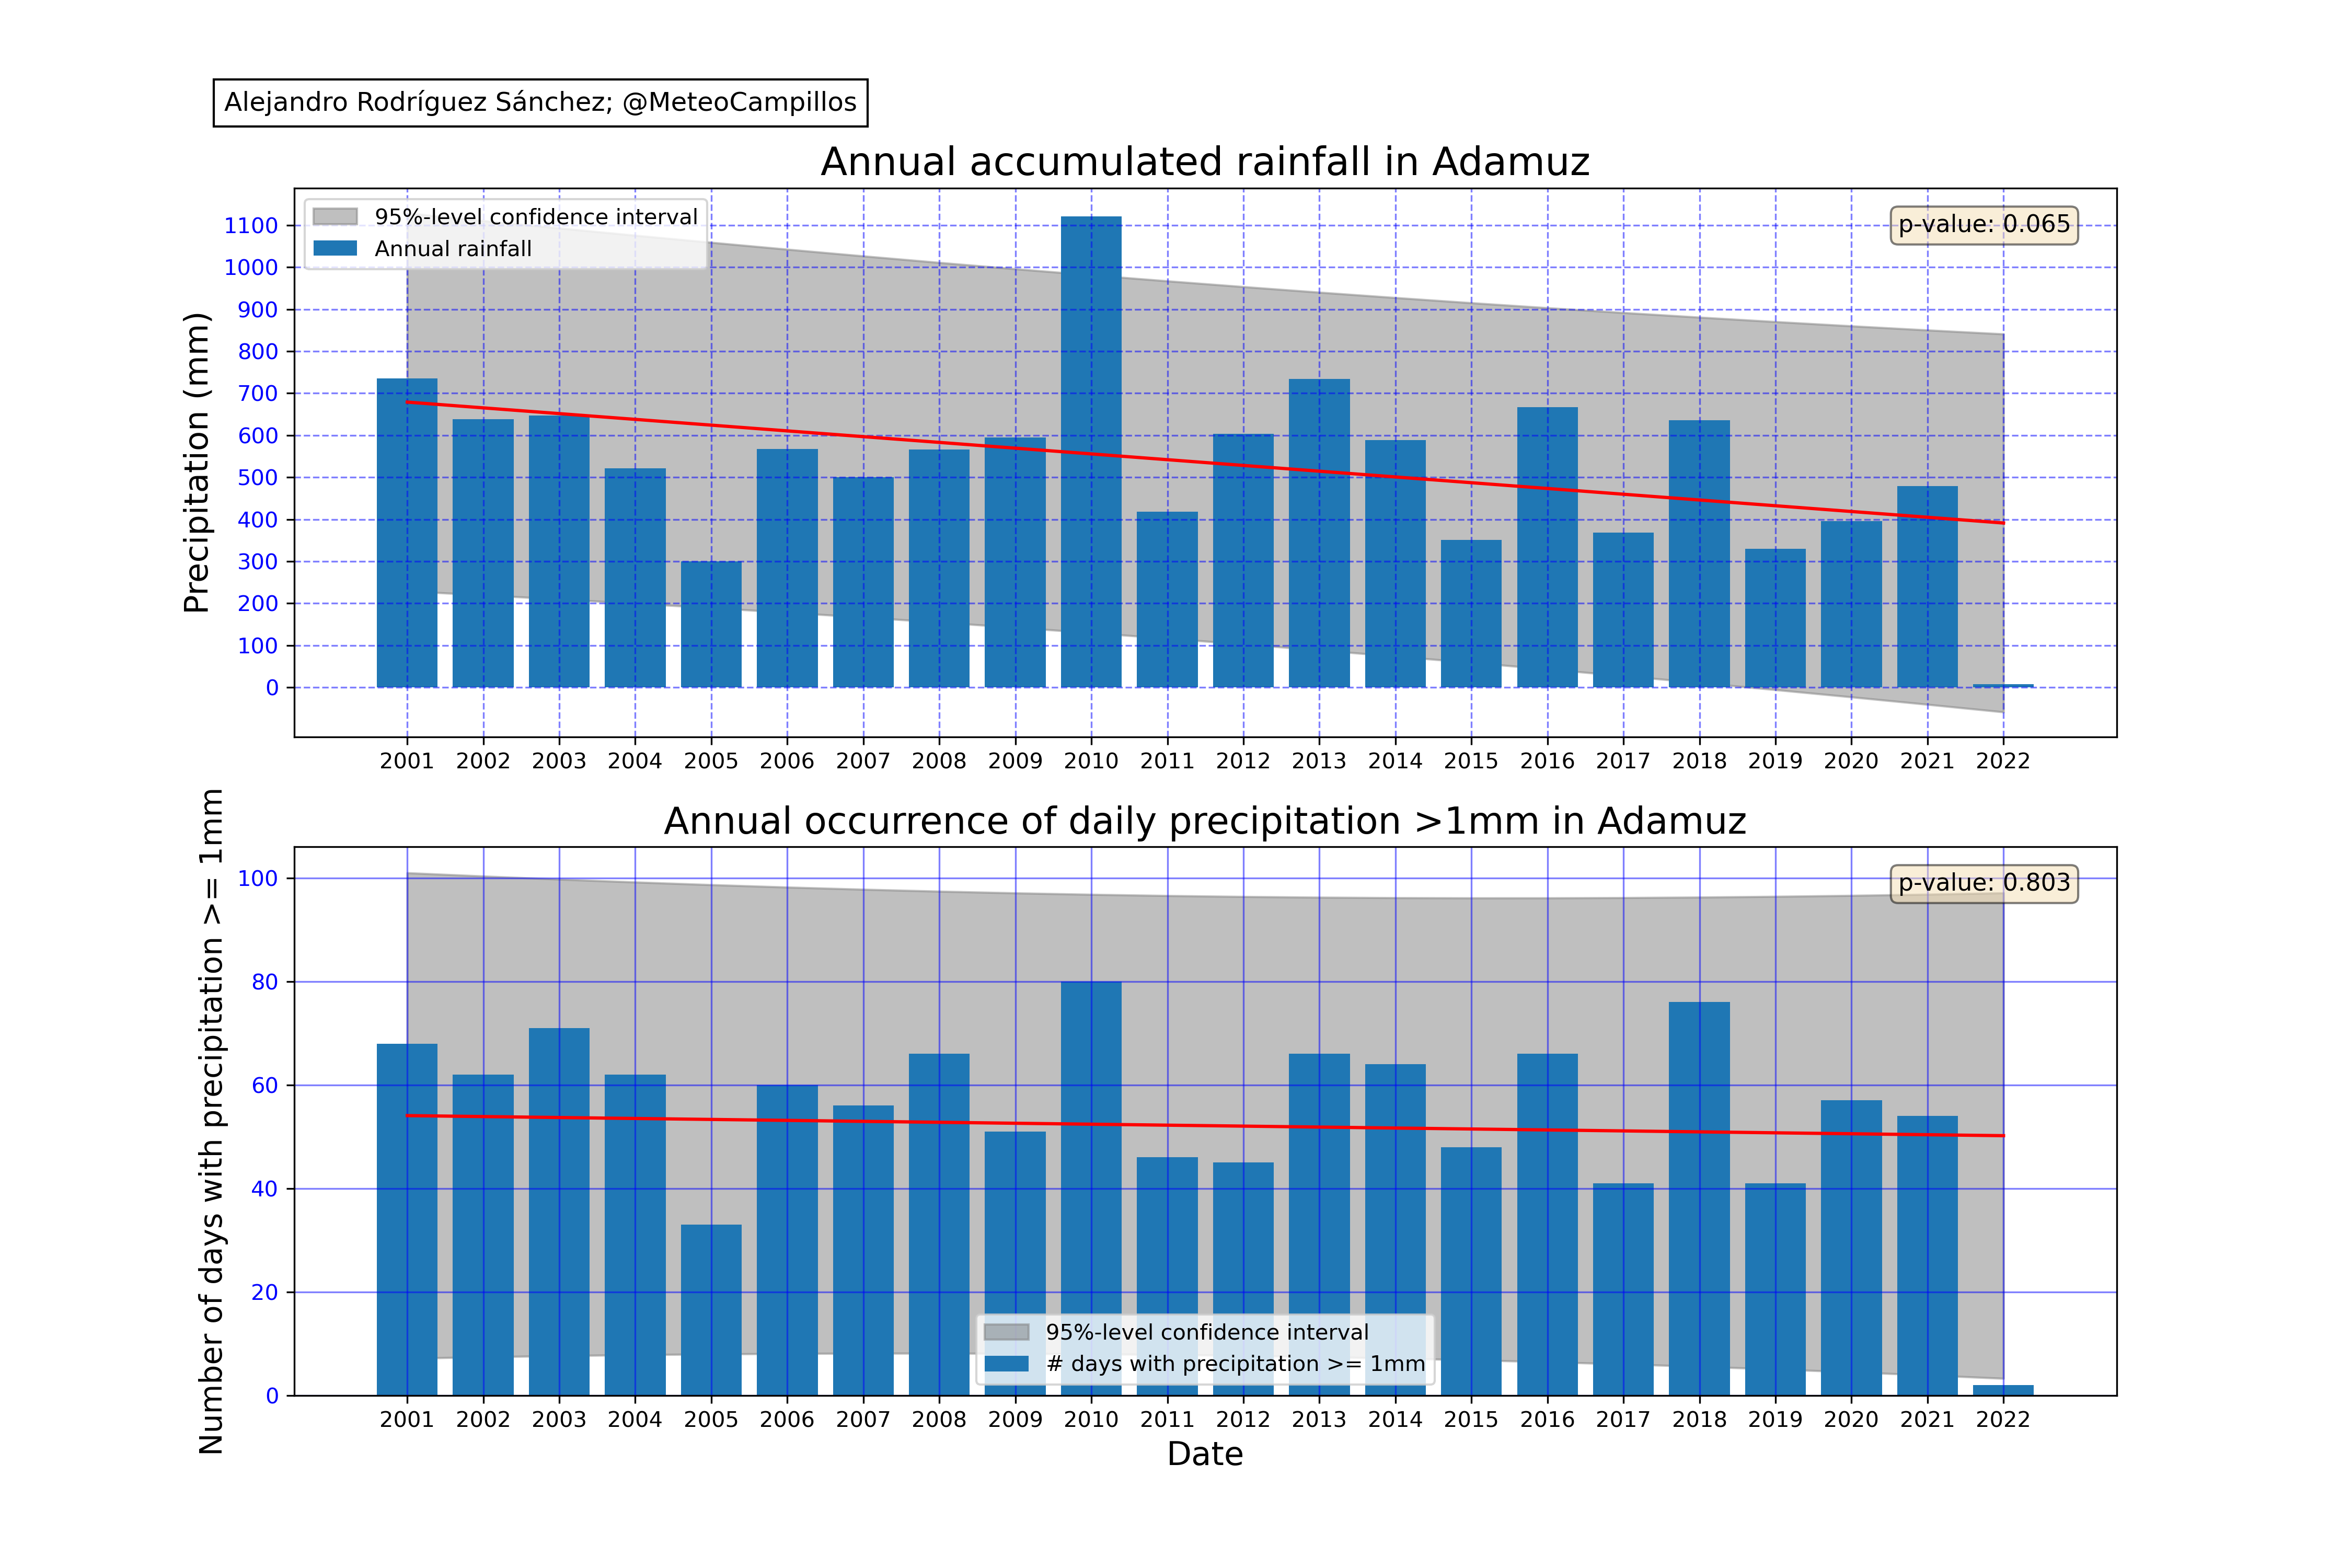 Alejandro Rodríguez Sánchez; @MeteoCampillos
Annual accumulated rainfall in Adamuz
95%-level confidence interval
Annual rainfall
p-value: 0.065
Precipitation (mm)
1100
1000
900
800
700
600
500
400
300
200
100
0
2001 2002 2003 2004 2005 2006 2007 2008 2009 2010 2011 2012 2013 2014 2015 2016 2017 2018 2019 2020 2021 2022
Annual occurrence of daily precipitation >1mm in Adamuz
p-value: 0.803
Number of days with precipitation >= 1mm
100
80
60
40
20
0
95%-level confidence interval
# days with precipitation >= 1mm
2001 2002 2003 2004 2005 2006 2007 2008 2009 2010 2011 2012 2013 2014 2015 2016 2017 2018 2019 2020 2021 2022
Date